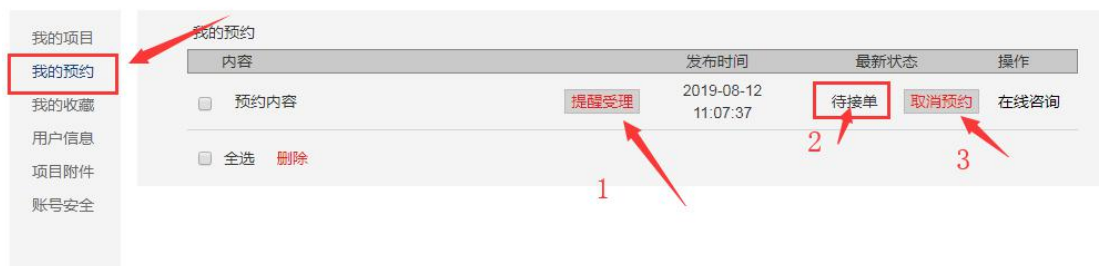 我的项目
我的预约
我的收藏
用户信息
项目附件
账号安全
我的预约
内容 发布时间 最新状态 操作
预约内容 提醒受理 2019-08-12 11:07:37 待接单 取消预约 在线咨询
全选 删除
1
2
3